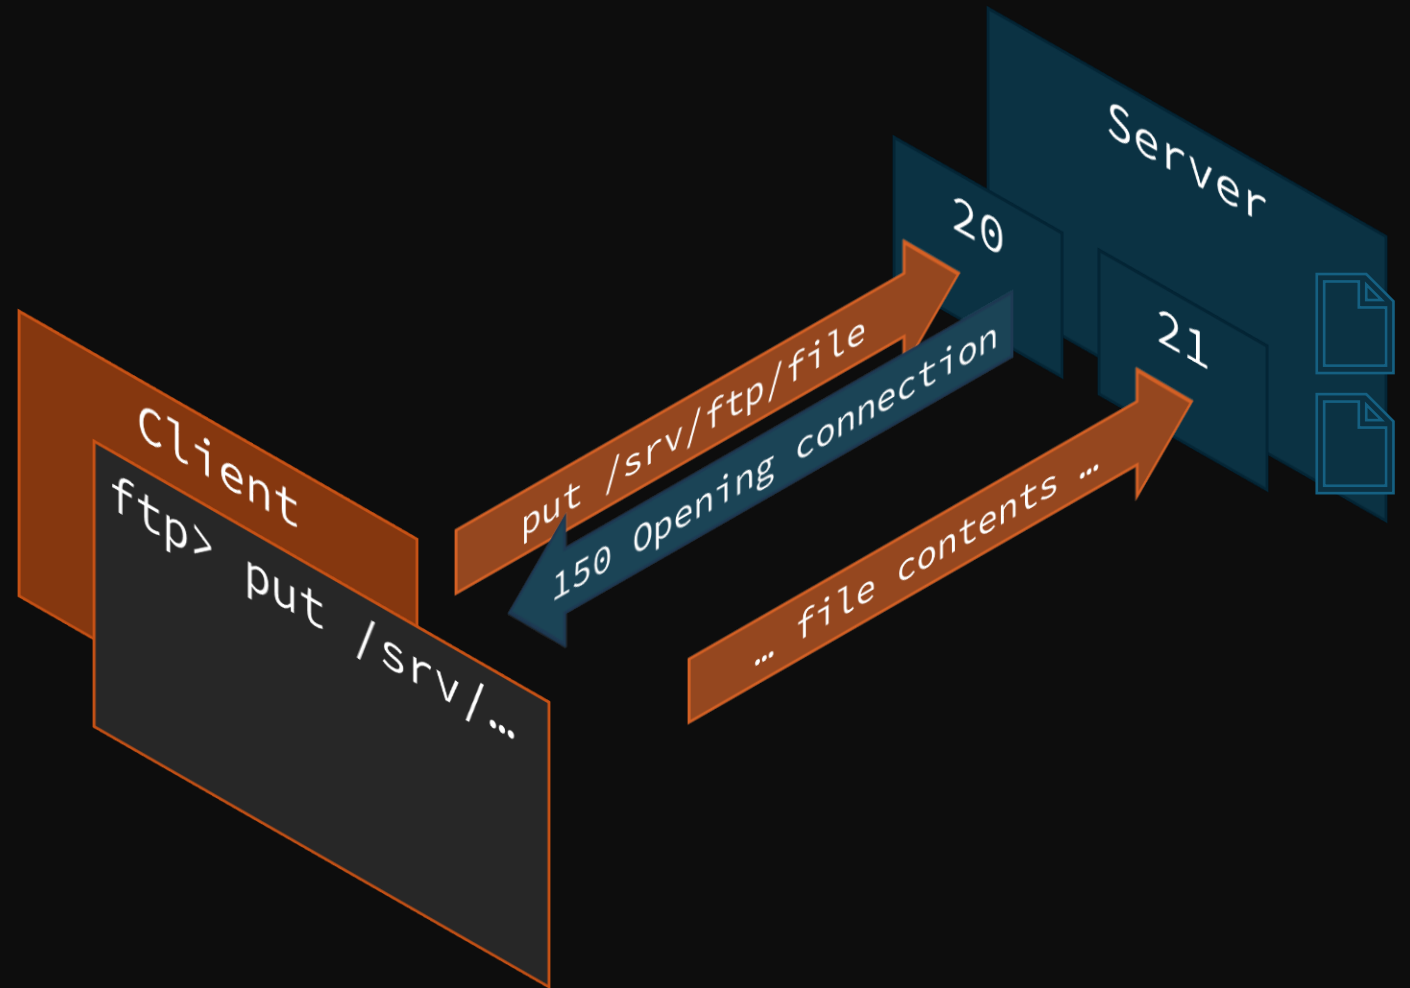 Server
20
21
put /srv/ftp/file
150 Opening connection
… file contents …
Client
ftp> put /srv/…